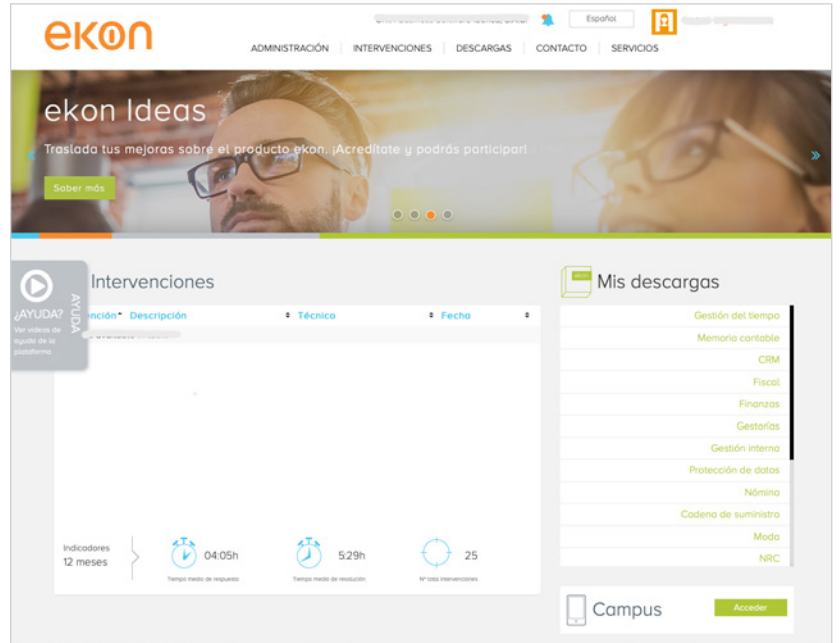 ekon
Español
ADMINISTRACIÓN INTERVENCIONES DESCARGAS CONTACTO SERVICIOS
ekon Ideas
Traslada tus mejoras sobre el producto ekon. ¡Acredítate y podrás participar!
Saber más
Intervenciones
Descripción Técnico Fecha
¿AYUDA?
AYUDA
Ver videos de
ayuda de la
plataforma
Indicadores
12 meses
04:05h
Tiempo medio de respuesta
5:29h
Tiempo medio de resolución
25
Nº total intervenciones
Mis descargas
Gestión del tiempo
Memoria contable
CRM
Fiscal
Finanzas
Gestorías
Gestión interna
Protección de datos
Nómina
Cadena de suministro
Moda
NRC
Campus
Acceder